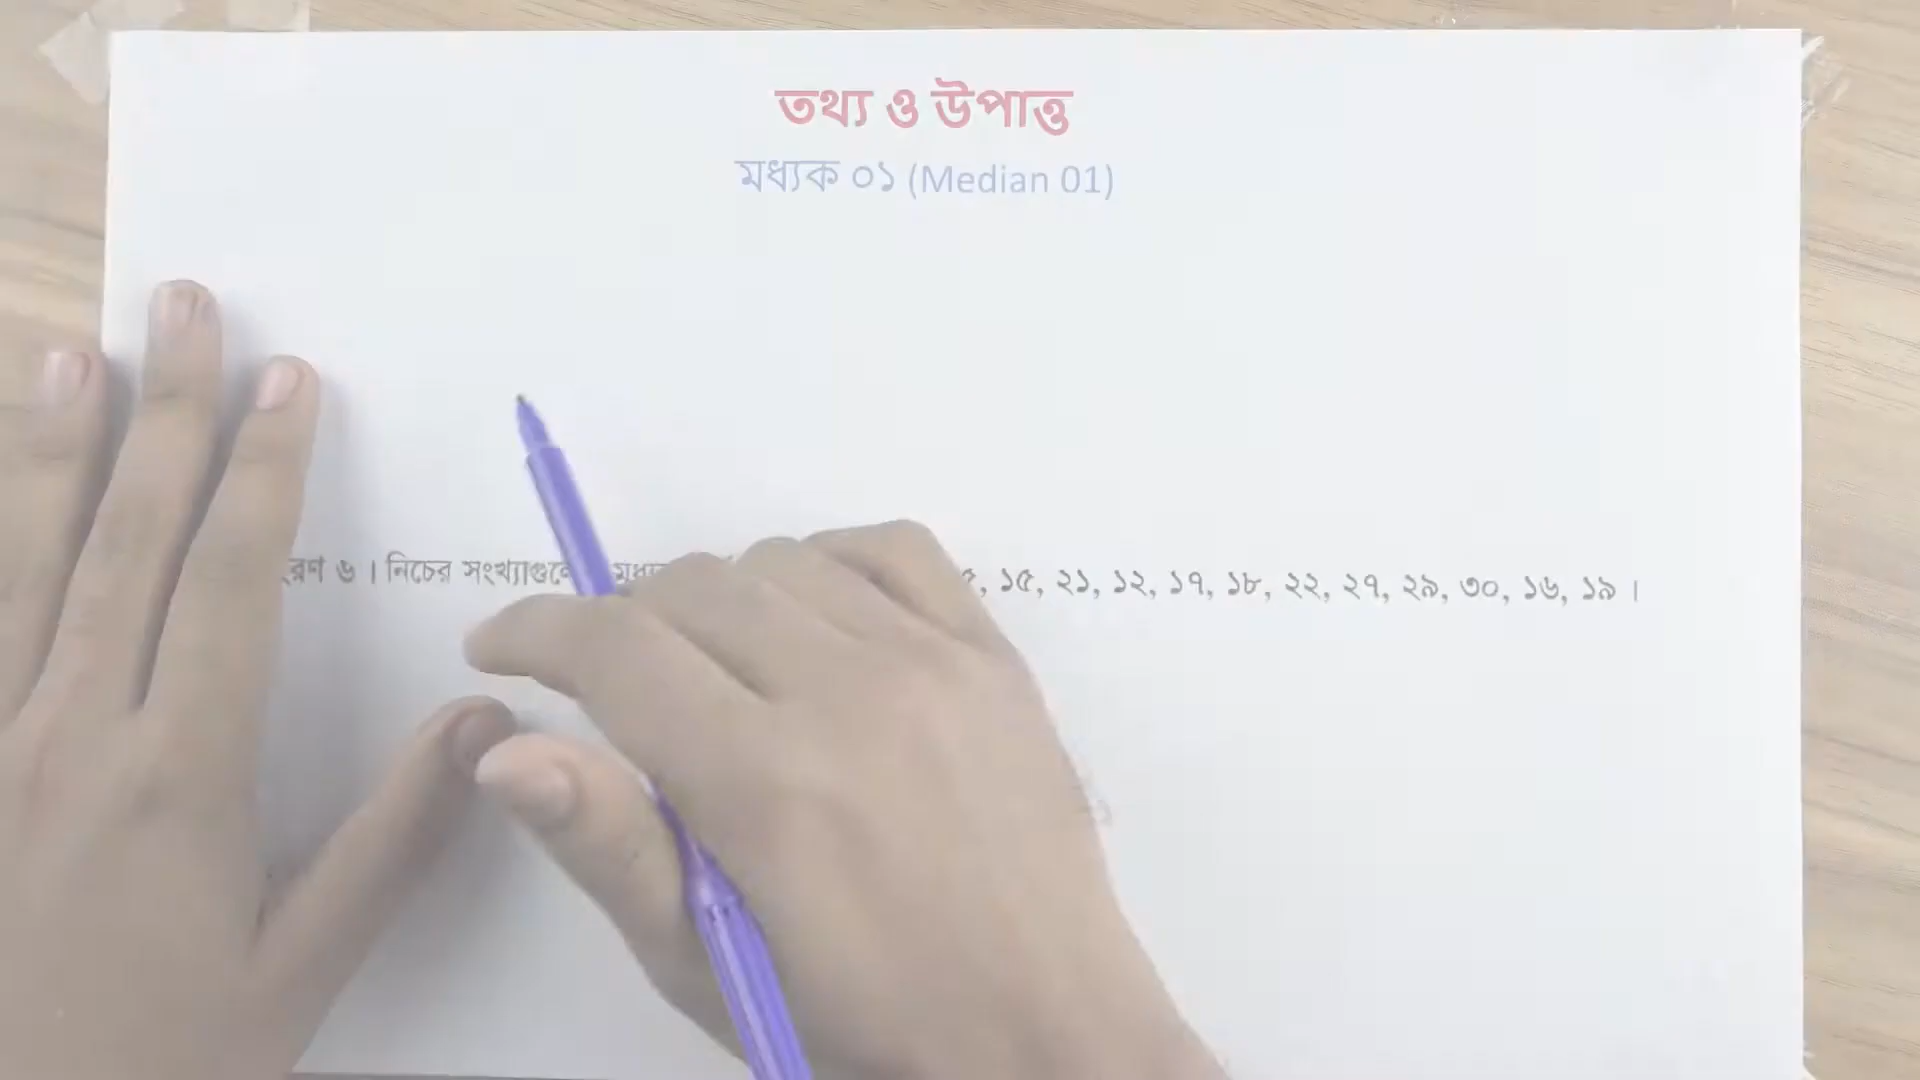 তথ্য ও উপাত্ত
মধ্যক ০১ (Median 01)
৬ । নিচের ১৫, ২১, ১২, ১৭, ১৮, ২২, ২৭, ২৯, ৩০, ১৬, ১৯ ।